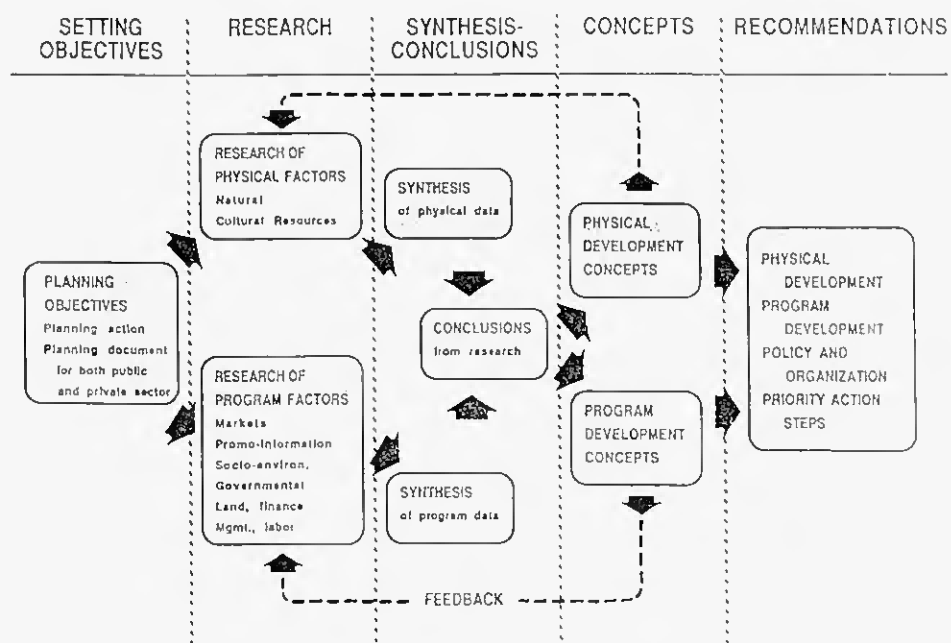 SETTING
OBJECTIVES
RESEARCH
SYNTHESIS-
CONCLUSIONS
CONCEPTS
RECOMMENDATIONS
RESEARCH OF
PHYSICAL FACTORS
Natural
Cultural Resources
SYNTHESIS
of physical data
PHYSICAL
DEVELOPMENT
CONCEPTS
PLANNING
OBJECTIVES
Planning action
Planning document
for both public
and private sector
CONCLUSIONS
from research
PHYSICAL
DEVELOPMENT
PROGRAM
DEVELOPMENT
POLICY AND
ORGANIZATION
PRIORITY ACTION
STEPS
RESEARCH OF
PROGRAM FACTORS
Markets
Promo-information
Socio-environ,
Governmental
Land, finance
Mgmt., labor
PROGRAM
DEVELOPMENT
CONCEPTS
SYNTHESIS
of program data
FEEDBACK